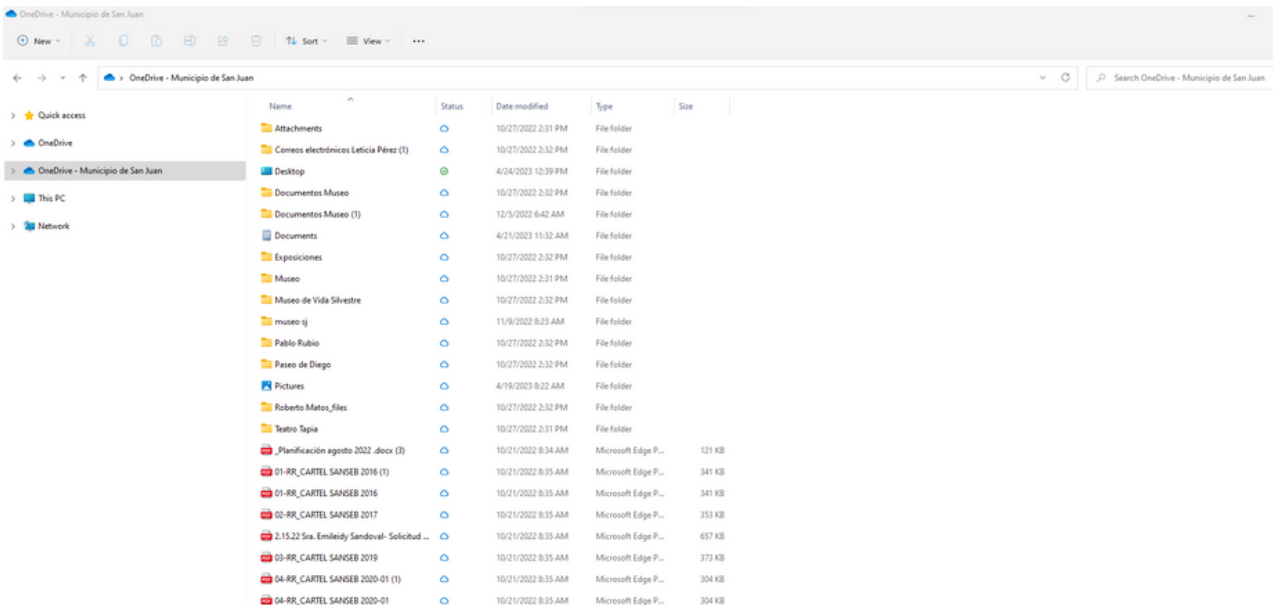 OneDrive - Municipio de San Juan
New Sort View ...
OneDrive - Municipio de San Juan Search OneDrive - Municipio de San Juan
Name Status Date modified Type Size
Quick access
OneDrive
OneDrive - Municipio de San Juan
This PC
Network
Attachments 10/27/2022 2:31 PM File folder
Correos electrónicos Leticia Pérez (1) 10/27/2022 2:32 PM File folder
Desktop 4/24/2023 12:39 PM File folder
Documentos Museo 10/27/2022 2:32 PM File folder
Documentos Museo (1) 12/5/2022 6:42 AM File folder
Documents 4/21/2023 11:32 AM File folder
Exposiciones 10/27/2022 2:32 PM File folder
Museo 10/27/2022 2:31 PM File folder
Museo de Vida Silvestre 10/27/2022 2:32 PM File folder
museo sj 11/9/2022 8:23 AM File folder
Pablo Rubio 10/27/2022 2:32 PM File folder
Paseo de Diego 10/27/2022 2:32 PM File folder
Pictures 4/19/2023 8:22 AM File folder
Roberto Matos_files 10/27/2022 2:32 PM File folder
Teatro Tapia 10/27/2022 2:31 PM File folder
_Planificación agosto 2022 .docx (3) 10/21/2022 8:34 AM Microsoft Edge P... 121 KB
01-RR_CARTEL SANSEB 2016 (1) 10/21/2022 8:35 AM Microsoft Edge P... 341 KB
01-RR_CARTEL SANSEB 2016 10/21/2022 8:35 AM Microsoft Edge P... 341 KB
02-RR_CARTEL SANSEB 2017 10/21/2022 8:35 AM Microsoft Edge P... 353 KB
2.15.22 Sra. Emileidy Sandoval- Solicitud ... 10/21/2022 8:35 AM Microsoft Edge P... 657 KB
03-RR_CARTEL SANSEB 2019 10/21/2022 8:35 AM Microsoft Edge P... 373 KB
04-RR_CARTEL SANSEB 2020-01 (1) 10/21/2022 8:35 AM Microsoft Edge P... 304 KB
04-RR_CARTEL SANSEB 2020-01 10/21/2022 8:35 AM Microsoft Edge P... 304 KB